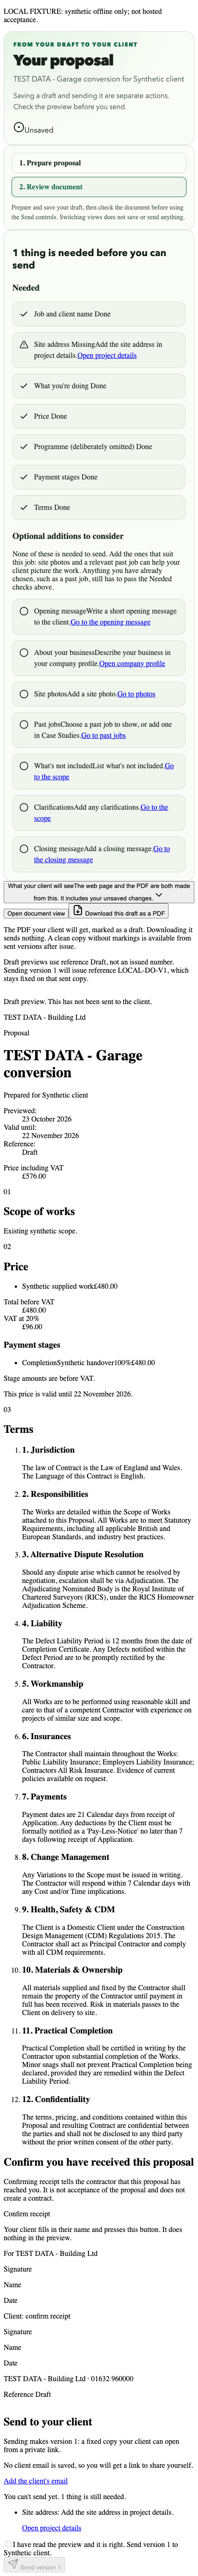 LOCAL FIXTURE: synthetic offline only; not hosted
acceptance.
FROM YOUR DRAFT TO YOUR CLIENT
Your proposal
TEST DATA - Garage conversion for Synthetic client
Saving a draft and sending it are separate actions.
Check the preview before you send.
Unsaved
1. Prepare proposal
2. Review document
Prepare and save your draft, then check the document before using
the Send controls. Switching views does not save or send anything.
1 thing is needed before you can
send
Needed
Job and client name Done
Site address MissingAdd the site address in
project details.Open project details
What you're doing Done
Price Done
Programme (deliberately omitted) Done
Payment stages Done
Terms Done
Optional additions to consider
None of these is needed to send. Add the ones that suit
this job: site photos and a relevant past job can help your
client picture the work. Anything you have already
chosen, such as a past job, still has to pass the Needed
checks above.
Opening messageWrite a short opening message
to the client.Go to the opening message
About your businessDescribe your business in
your company profile.Open company profile
Site photosAdd a site photo.Go to photos
Past jobsChoose a past job to show, or add one
in Case Studies.Go to past jobs
What's not includedList what's not included.Go
to the scope
ClarificationsAdd any clarifications.Go to the
scope
Closing messageAdd a closing message.Go to
the closing message
What your client will seeThe web page and the PDF are both made
from this. It includes your unsaved changes.
Open document view
Download this draft as a PDF
The PDF your client will get, marked as a draft. Downloading it
sends nothing. A clean copy without markings is available from
sent versions after issue.
Draft previews use reference Draft, not an issued number.
Sending version 1 will issue reference LOCAL-DO-V1, which
stays fixed on that sent copy.
Draft preview. This has not been sent to the client.
TEST DATA - Building Ltd
Proposal
TEST DATA - Garage
conversion
Prepared for Synthetic client
Previewed:
23 October 2026
Valid until:
22 November 2026
Reference:
Draft
Price including VAT
£576.00
01
Scope of works
Existing synthetic scope.
02
Price
Synthetic supplied work£480.00
Total before VAT
£480.00
VAT at 20%
£96.00
Payment stages
CompletionSynthetic handover100%£480.00
Stage amounts are before VAT.
This price is valid until 22 November 2026.
03
Terms
1. 1. Jurisdiction
The law of Contract is the Law of England and Wales.
The Language of this Contract is English.
2. 2. Responsibilities
The Works are detailed within the Scope of Works
attached to this Proposal. All Works are to meet Statutory
Requirements, including all applicable British and
European Standards, and industry best practices.
3. 3. Alternative Dispute Resolution
Should any dispute arise which cannot be resolved by
negotiation, escalation shall be via Adjudication. The
Adjudicating Nominated Body is the Royal Institute of
Chartered Surveyors (RICS), under the RICS Homeowner
Adjudication Scheme.
4. 4. Liability
The Defect Liability Period is 12 months from the date of
Completion Certificate. Any Defects notified within the
Defect Period are to be promptly rectified by the
Contractor.
5. 5. Workmanship
All Works are to be performed using reasonable skill and
care to that of a competent Contractor with experience on
projects of similar size and scope.
6. 6. Insurances
The Contractor shall maintain throughout the Works:
Public Liability Insurance; Employers Liability Insurance;
Contractors All Risk Insurance. Evidence of current
policies available on request.
7. 7. Payments
Payment dates are 21 Calendar days from receipt of
Application. Any deductions by the Client must be
formally notified as a 'Pay-Less-Notice' no later than 7
days following receipt of Application.
8. 8. Change Management
Any Variations to the Scope must be issued in writing.
The Contractor will respond within 7 Calendar days with
any Cost and/or Time implications.
9. 9. Health, Safety & CDM
The Client is a Domestic Client under the Construction
Design Management (CDM) Regulations 2015. The
Contractor shall act as Principal Contractor and comply
with all CDM requirements.
10. 10. Materials & Ownership
All materials supplied and fixed by the Contractor shall
remain the property of the Contractor until payment in
full has been received. Risk in materials passes to the
Client on delivery to site.
11. 11. Practical Completion
Practical Completion shall be certified in writing by the
Contractor upon substantial completion of the Works.
Minor snags shall not prevent Practical Completion being
declared, provided they are remedied within the Defect
Liability Period.
12. 12. Confidentiality
The terms, pricing, and conditions contained within this
Proposal and resulting Contract are confidential between
the parties and shall not be disclosed to any third party
without the prior written consent of the other party.
Confirm you have received this proposal
Confirming receipt tells the contractor that this proposal has
reached you. It is not acceptance of the proposal and does not
create a contract.
Confirm receipt
Your client fills in their name and presses this button. It does
nothing in the preview.
For TEST DATA - Building Ltd
Signature
Name
Date
Client: confirm receipt
Signature
Name
Date
TEST DATA - Building Ltd · 01632 960000
Reference Draft
Send to your client
Sending makes version 1: a fixed copy your client can open
from a private link.
No client email is saved, so you will get a link to share yourself.
Add the client's email
You can't send yet. 1 thing is still needed.
Site address: Add the site address in project details.
Open project details
I have read the preview and it is right. Send version 1 to
Synthetic client.
Send version 1